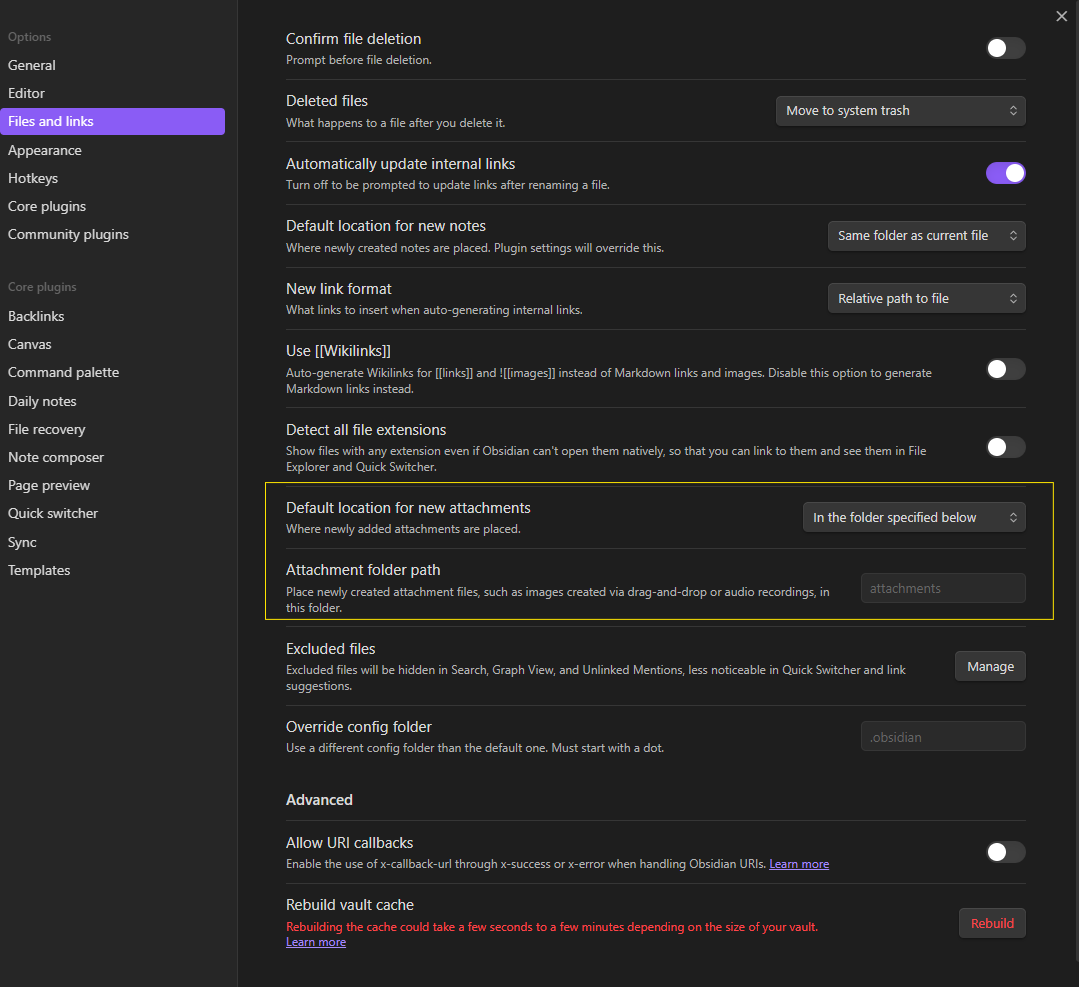 Options
General
Editor
Files and links
Appearance
Hotkeys
Core plugins
Community plugins
Core plugins
Backlinks
Canvas
Command palette
Daily notes
File recovery
Note composer
Page preview
Quick switcher
Sync
Templates
Confirm file deletion
Prompt before file deletion.
Deleted files
What happens to a file after you delete it.
Move to system trash
Automatically update internal links
Turn off to be prompted to update links after renaming a file.
Default location for new notes
Where newly created notes are placed. Plugin settings will override this.
Same folder as current file
New link format
What links to insert when auto-generating internal links.
Relative path to file
Use [[Wikilinks]]
Auto-generate Wikilinks for [[links]] and ![[images]] instead of Markdown links and images. Disable this option to generate
Markdown links instead.
Detect all file extensions
Show files with any extension even if Obsidian can't open them natively, so that you can link to them and see them in File
Explorer and Quick Switcher.
Default location for new attachments
Where newly added attachments are placed.
In the folder specified below
Attachment folder path
Place newly created attachment files, such as images created via drag-and-drop or audio recordings, in
this folder.
attachments
Excluded files
Excluded files will be hidden in Search, Graph View, and Unlinked Mentions, less noticeable in Quick Switcher and link
suggestions.
Manage
Override config folder
Use a different config folder than the default one. Must start with a dot.
.obsidian
Advanced
Allow URI callbacks
Enable the use of x-callback-url through x-success or x-error when handling Obsidian URIs. Learn more
Rebuild vault cache
Rebuilding the cache could take a few seconds to a few minutes depending on the size of your vault.
Learn more
Rebuild